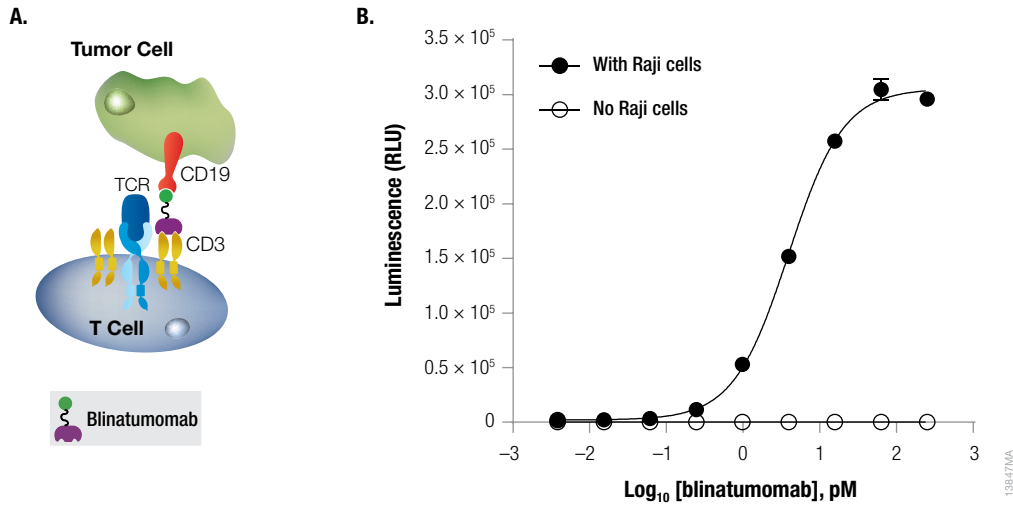 A.
Tumor Cell
CD19
TCR
CD3
T Cell
Blinatumomab
B.
Luminescence (RLU)
3.5 × 10⁵
3.0 × 10⁵
2.5 × 10⁵
2.0 × 10⁵
1.5 × 10⁵
1.0 × 10⁵
0.5 × 10⁵
0
With Raji cells
No Raji cells
–3 –2 –1 0 1 2 3
Log₁₀ [blinatumomab], pM
13847MA